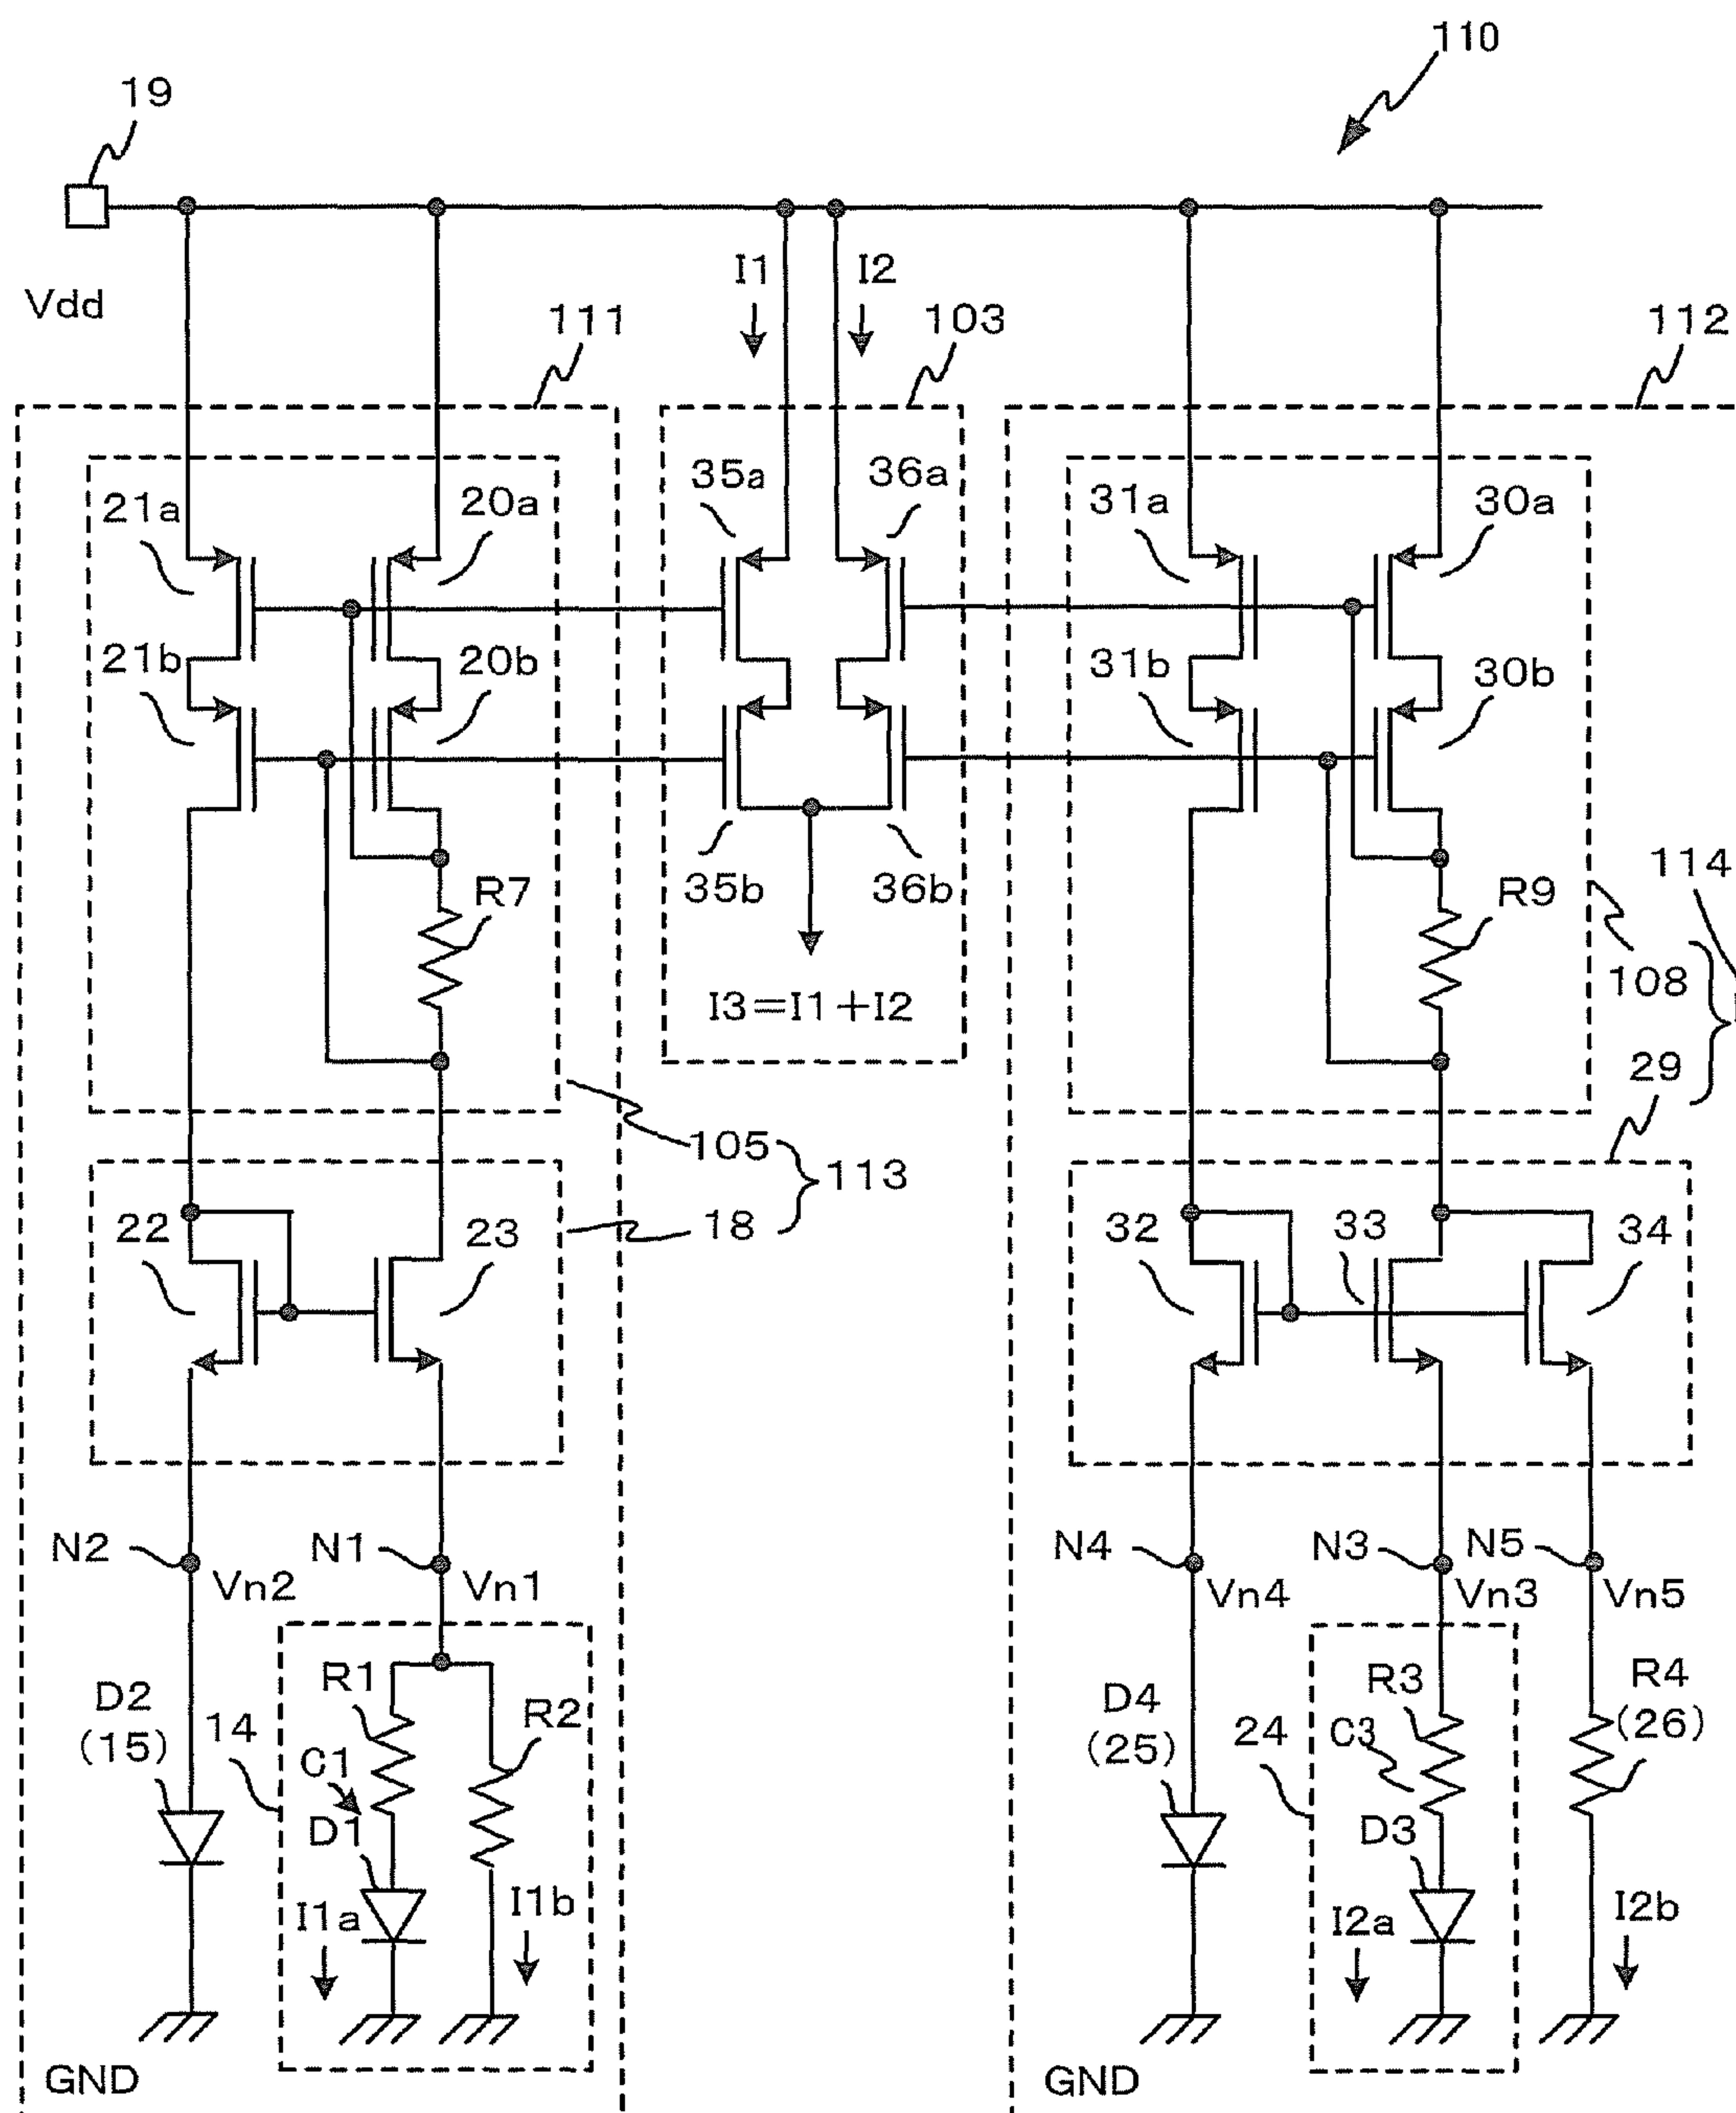 110
19
I1
I2
Vdd
111
103
112
21a
20a
35a
36a
31a
30a
21b
20b
31b
30b
35b
36b
114
R7
R9
108
I3=I1+I2
29
105
113
18
22
23
32
33
34
N2
N1
N4
N3
N5
Vn2
Vn1
Vn4
Vn3
Vn5
D2
(15)
14
R1
R2
C1
D1
I1a
I1b
D4
(25)
24
R3
C3
R4
(26)
D3
I2a
I2b
GND
GND